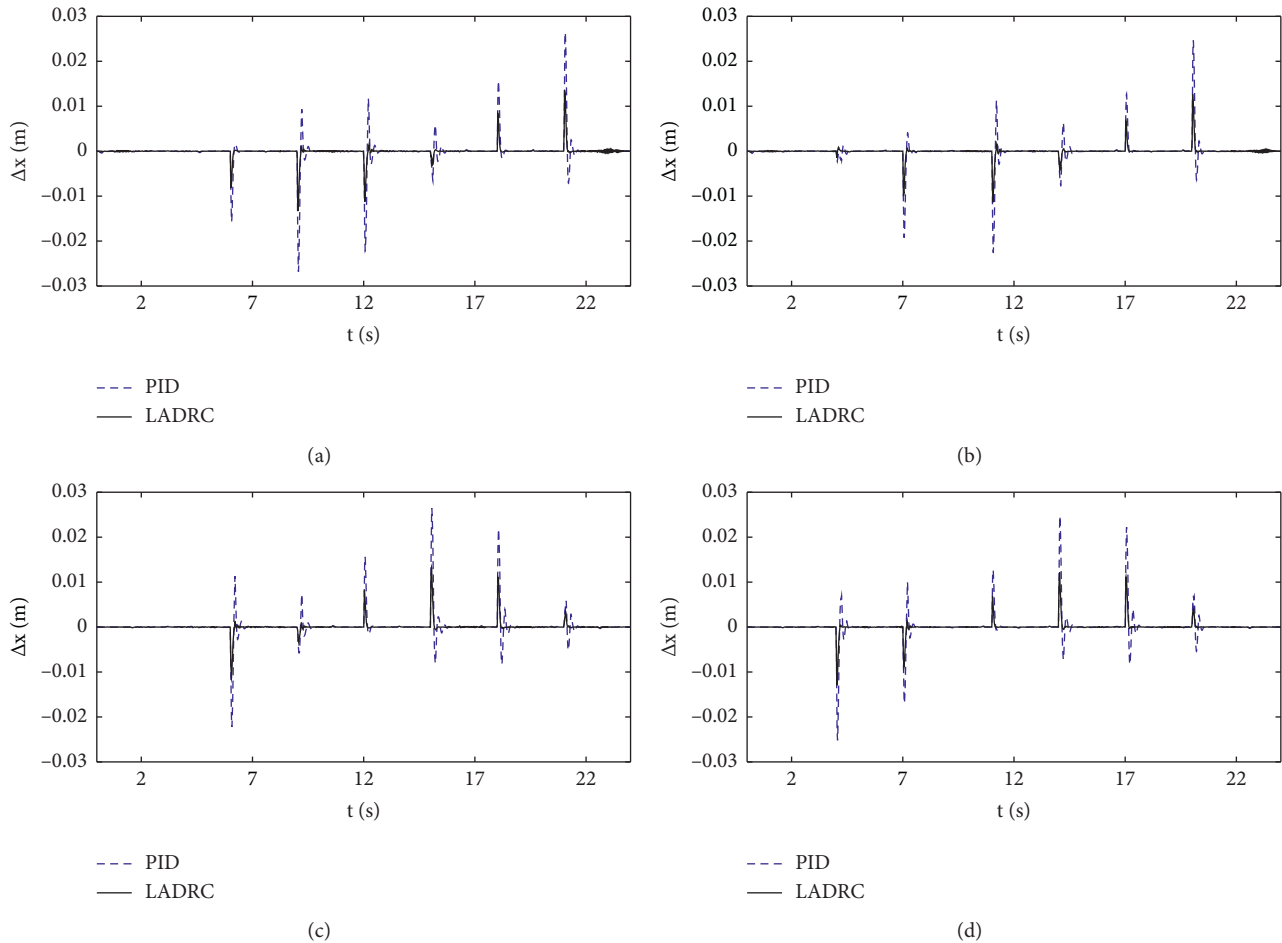 0.03
0.02
0.01
0
–0.01
–0.02
–0.03
Δx (m)
2 7 12 17 22
t (s)
PID
LADRC
(a)
0.03
0.02
0.01
0
–0.01
–0.02
–0.03
Δx (m)
2 7 12 17 22
t (s)
PID
LADRC
(b)
0.03
0.02
0.01
0
–0.01
–0.02
–0.03
Δx (m)
2 7 12 17 22
t (s)
PID
LADRC
(c)
0.03
0.02
0.01
0
–0.01
–0.02
–0.03
Δx (m)
2 7 12 17 22
t (s)
PID
LADRC
(d)